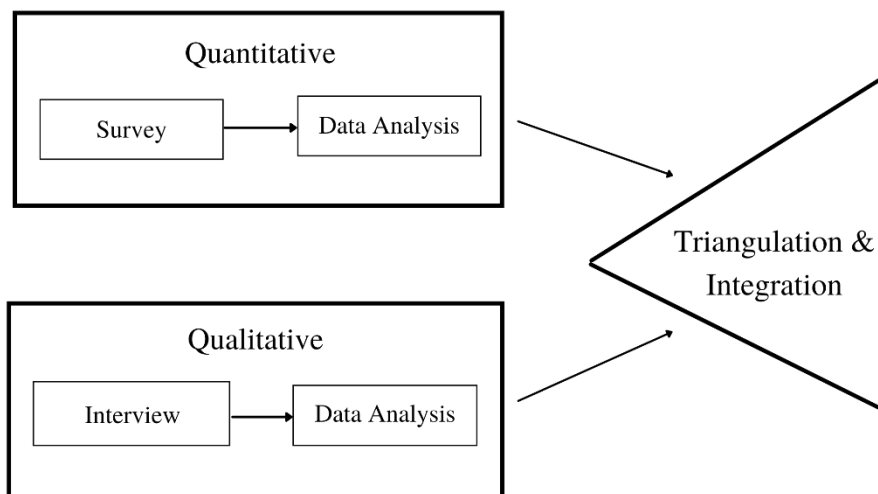 Quantitative
Survey
Data Analysis
Triangulation &
Integration
Qualitative
Interview
Data Analysis